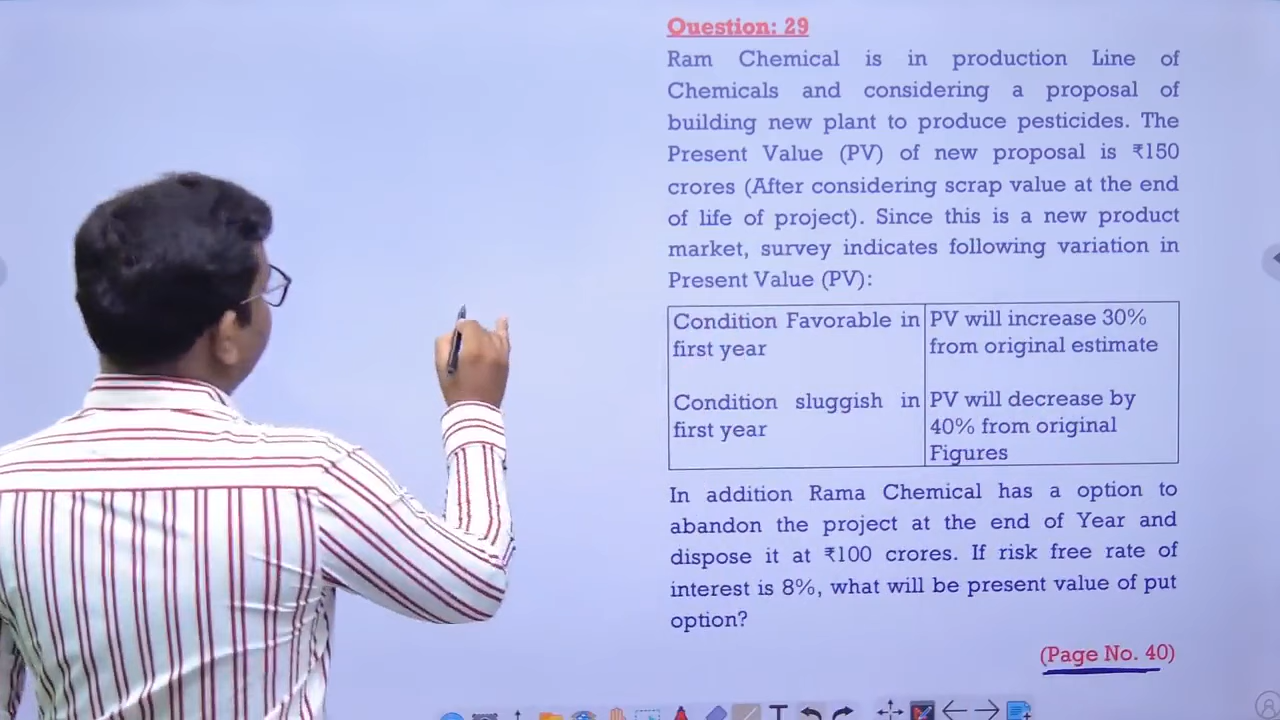 Question: 29
Ram Chemical is in production Line of
Chemicals and considering a proposal of
building new plant to produce pesticides. The
Present Value (PV) of new proposal is ₹150
crores (After considering scrap value at the end
of life of project). Since this is a new product
market, survey indicates following variation in
Present Value (PV):
Condition Favorable in first year
PV will increase 30%
from original estimate
Condition sluggish in first year
PV will decrease by
40% from original
Figures
In addition Rama Chemical has a option to
abandon the project at the end of Year and
dispose it at ₹100 crores. If risk free rate of
interest is 8%, what will be present value of put
option?
(Page No. 40)
T